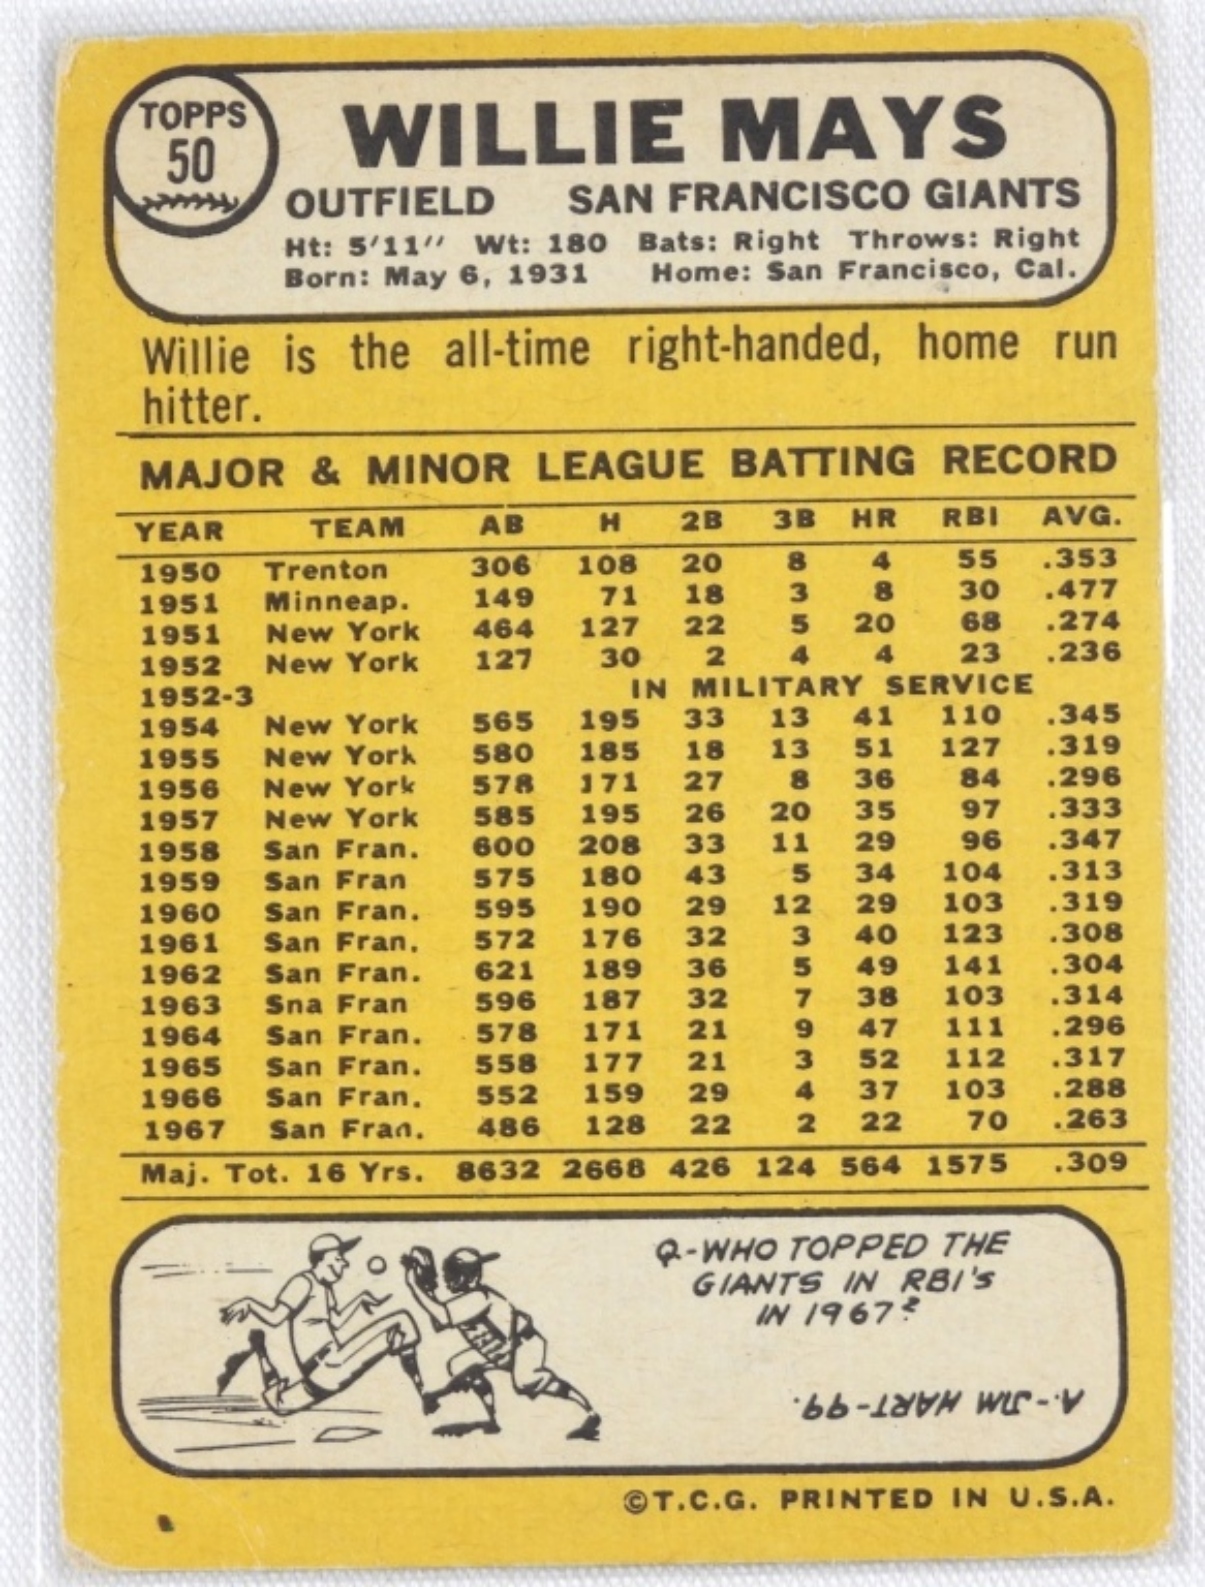 TOPPS
50
WILLIE MAYS
OUTFIELD SAN FRANCISCO GIANTS
Ht: 5'11" Wt: 180 Bats: Right Throws: Right
Born: May 6, 1931 Home: San Francisco, Cal.
Willie is the all-time right-handed, home run
hitter.
MAJOR & MINOR LEAGUE BATTING RECORD
YEAR TEAM AB H 2B 3B HR RBI AVG.
1950 Trenton 306 108 20 8 4 55 .353
1951 Minneap. 149 71 18 3 8 30 .477
1951 New York 464 127 22 5 20 68 .274
1952 New York 127 30 2 4 4 23 .236
1952-3 IN MILITARY SERVICE
1954 New York 565 195 33 13 41 110 .345
1955 New York 580 185 18 13 51 127 .319
1956 New York 578 171 27 8 36 84 .296
1957 New York 585 195 26 20 35 97 .333
1958 San Fran. 600 208 33 11 29 96 .347
1959 San Fran 575 180 43 5 34 104 .313
1960 San Fran. 595 190 29 12 29 103 .319
1961 San Fran. 572 176 32 3 40 123 .308
1962 San Fran. 621 189 36 5 49 141 .304
1963 Sna Fran 596 187 32 7 38 103 .314
1964 San Fran. 578 171 21 9 47 111 .296
1965 San Fran. 558 177 21 3 52 112 .317
1966 San Fran. 552 159 29 4 37 103 .288
1967 San Fran. 486 128 22 2 22 70 .263
Maj. Tot. 16 Yrs. 8632 2668 426 124 564 1575 .309
Q-WHO TOPPED THE
GIANTS IN RBI'S
IN 1967?
A.-JIM HART-99.
©T.C.G. PRINTED IN U.S.A.